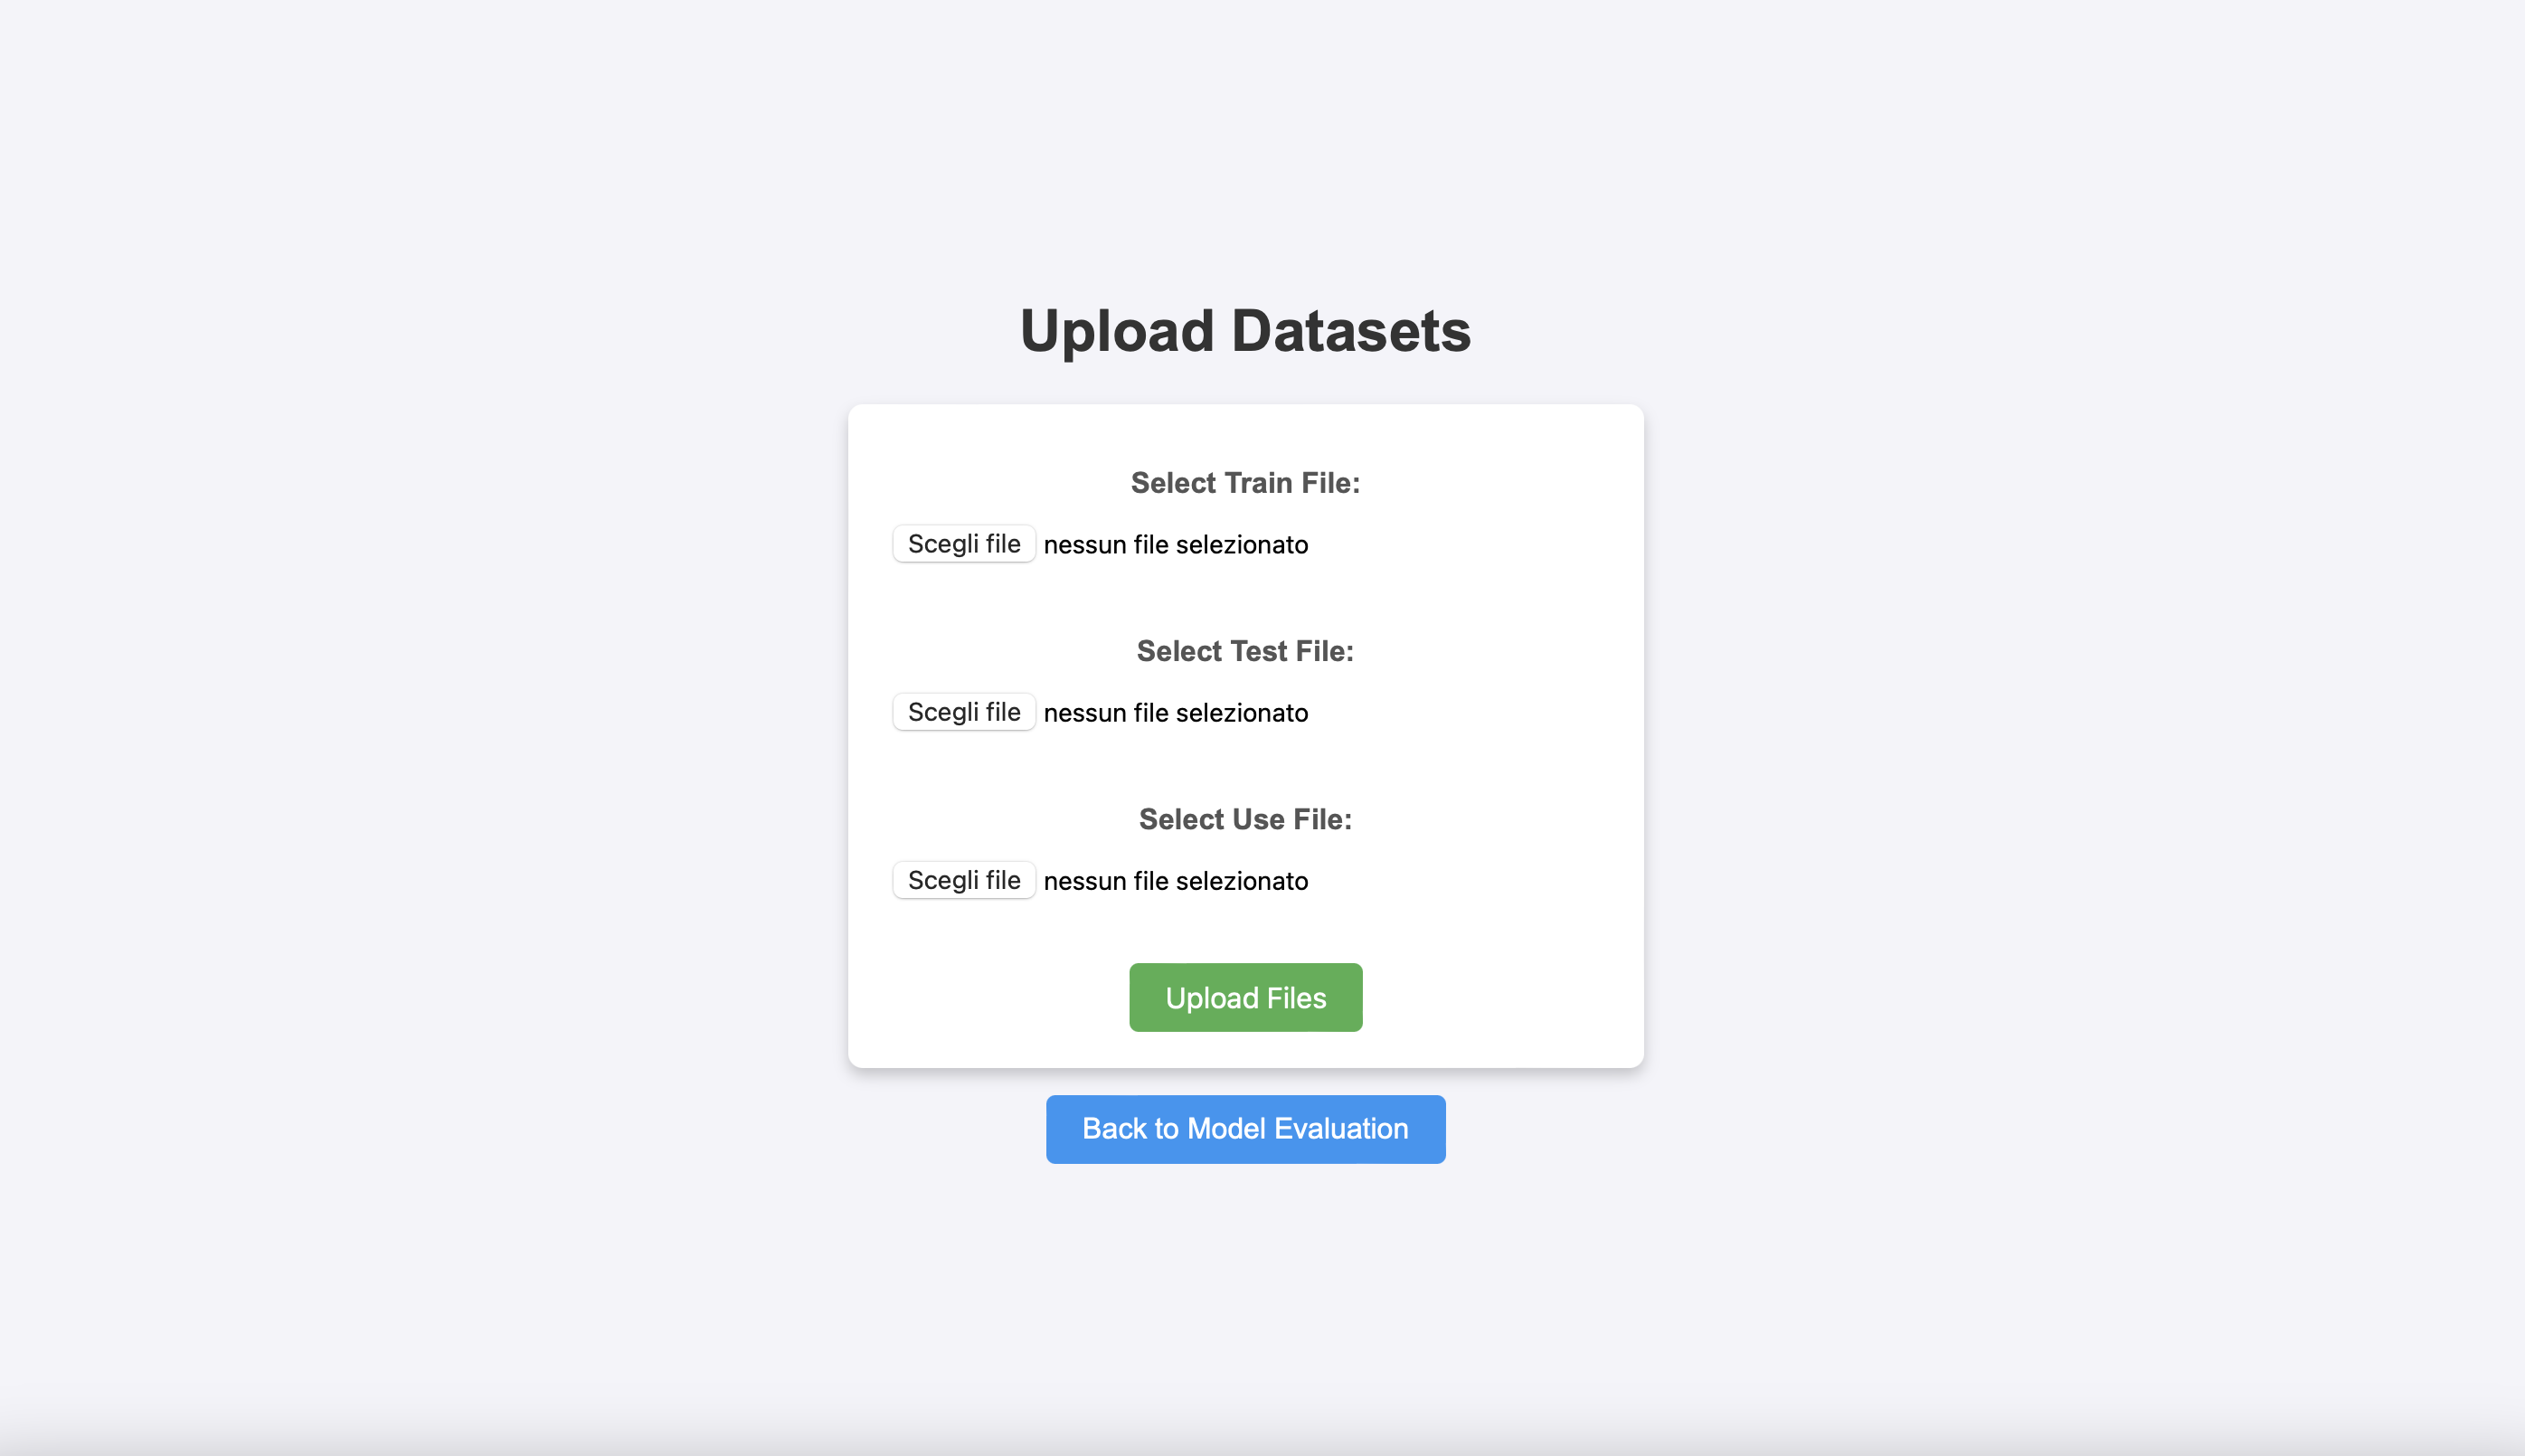 Upload Datasets
Select Train File:
Scegli file nessun file selezionato
Select Test File:
Scegli file nessun file selezionato
Select Use File:
Scegli file nessun file selezionato
Upload Files
Back to Model Evaluation